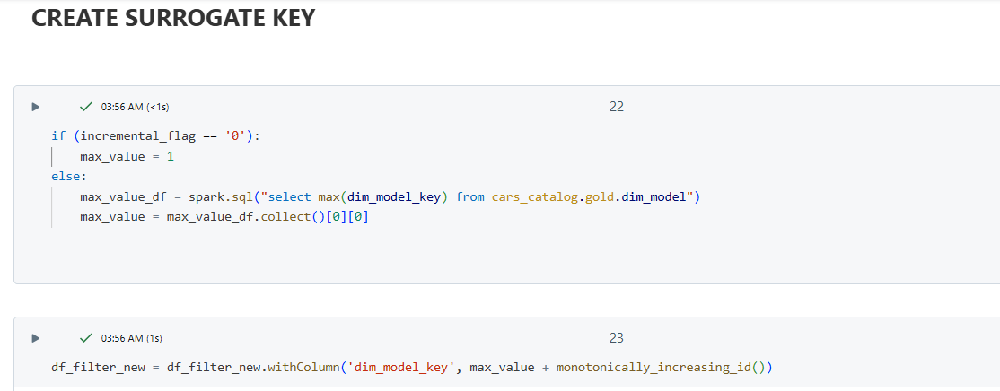 CREATE SURROGATE KEY
03:56 AM (<1s)
22
if (incremental_flag == '0'):
    max_value = 1
else:
    max_value_df = spark.sql("select max(dim_model_key) from cars_catalog.gold.dim_model")
    max_value = max_value_df.collect()[0][0]
03:56 AM (1s)
23
df_filter_new = df_filter_new.withColumn('dim_model_key', max_value + monotonically_increasing_id())